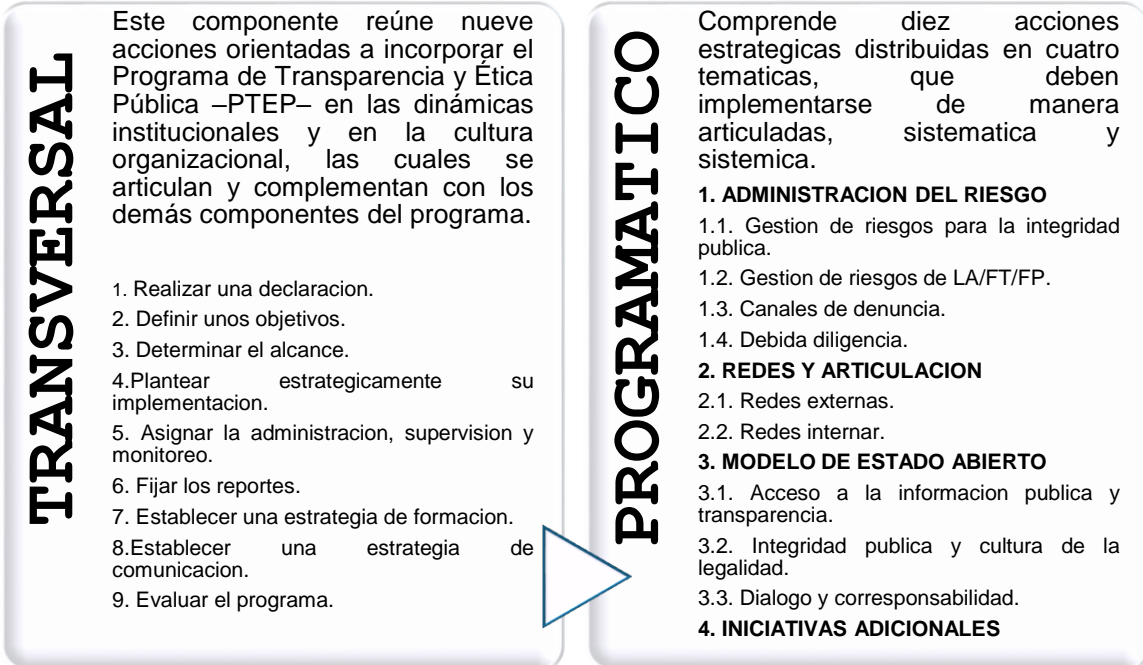 TRANSVERSAL
Este componente reúne nueve
acciones orientadas a incorporar el
Programa de Transparencia y Ética
Pública –PTEP– en las dinámicas
institucionales y en la cultura
organizacional, las cuales se
articulan y complementan con los
demás componentes del programa.
1. Realizar una declaracion.
2. Definir unos objetivos.
3. Determinar el alcance.
4.Plantear estrategicamente su
implementacion.
5. Asignar la administracion, supervision y
monitoreo.
6. Fijar los reportes.
7. Establecer una estrategia de formacion.
8.Establecer una estrategia de
comunicacion.
9. Evaluar el programa.
PROGRAMATICO
Comprende diez acciones
estrategicas distribuidas en cuatro
tematicas, que deben
implementarse de manera
articuladas, sistematica y
sistemica.
1. ADMINISTRACION DEL RIESGO
1.1. Gestion de riesgos para la integridad
publica.
1.2. Gestion de riesgos de LA/FT/FP.
1.3. Canales de denuncia.
1.4. Debida diligencia.
2. REDES Y ARTICULACION
2.1. Redes externas.
2.2. Redes internar.
3. MODELO DE ESTADO ABIERTO
3.1. Acceso a la informacion publica y
transparencia.
3.2. Integridad publica y cultura de la
legalidad.
3.3. Dialogo y corresponsabilidad.
4. INICIATIVAS ADICIONALES